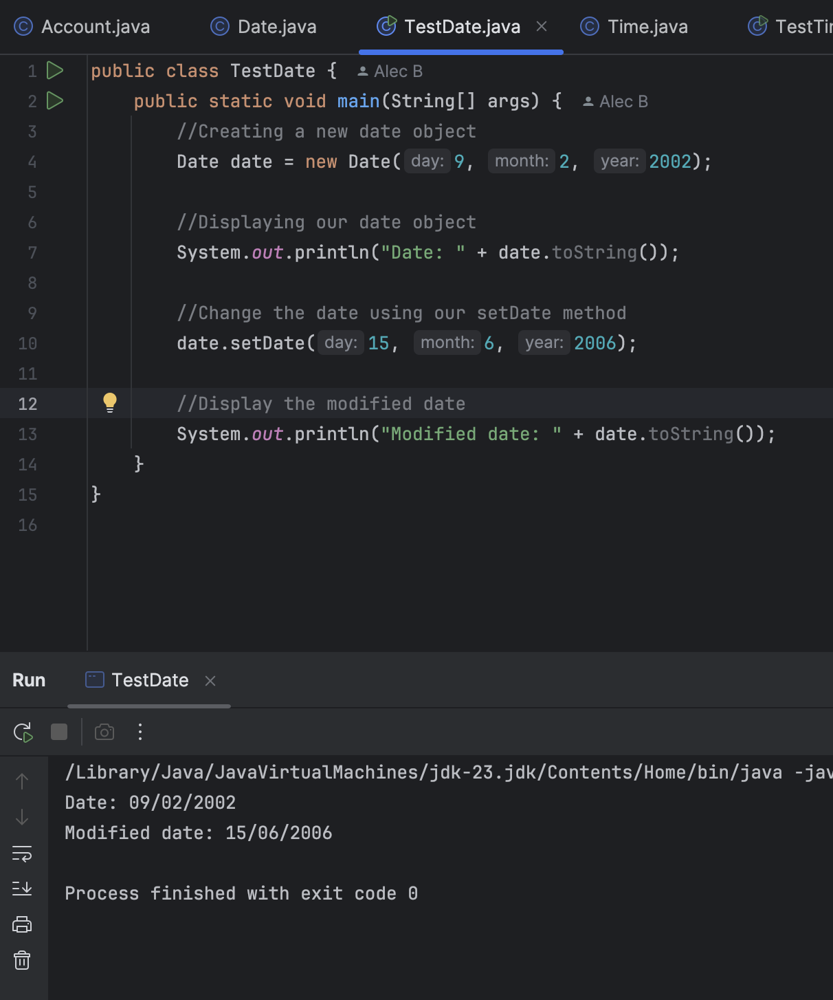 Account.java Date.java TestDate.java Time.java TestTi
1 public class TestDate { Alec B
2 public static void main(String[] args) { Alec B
3 //Creating a new date object
4 Date date = new Date( day: 9, month: 2, year: 2002);
5
6 //Displaying our date object
7 System.out.println("Date: " + date.toString());
8
9 //Change the date using our setDate method
10 date.setDate( day: 15, month: 6, year: 2006);
11
12 //Display the modified date
13 System.out.println("Modified date: " + date.toString());
14 }
15 }
16
Run TestDate
/Library/Java/JavaVirtualMachines/jdk-23.jdk/Contents/Home/bin/java -jav
Date: 09/02/2002
Modified date: 15/06/2006
Process finished with exit code 0